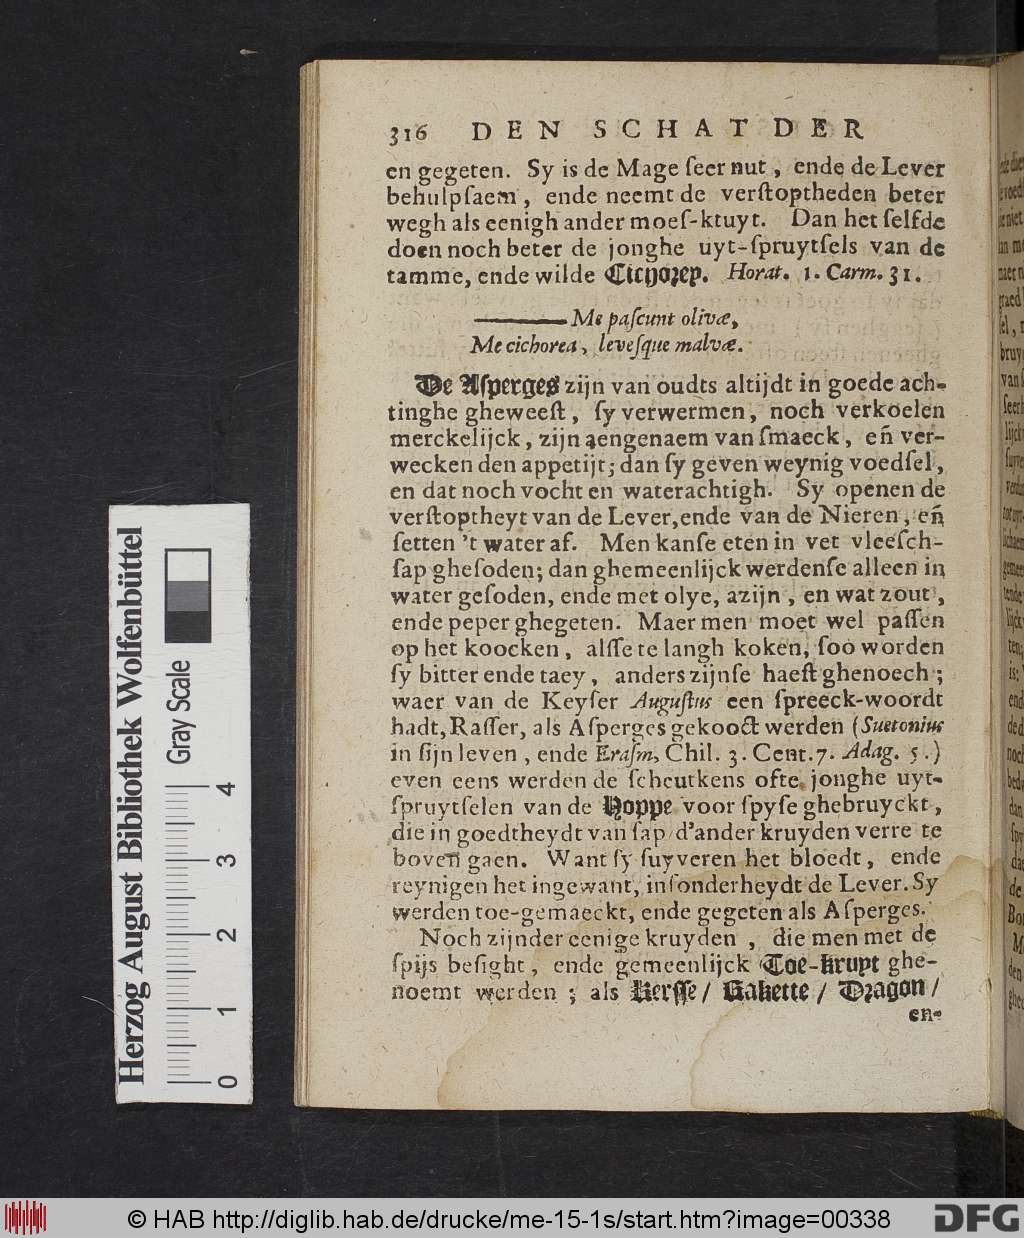 316 DEN SCHAT DER
en gegeten. Sy is de Mage ſeer nut, ende de Lever
behulpſaem, ende neemt de verſtoptheden beter
wegh als eenigh ander moeſ-ktuyt. Dan het ſelfde
doen noch beter de jonghe uyt-ſpruytſels van de
tamme, ende wilde Cichoꝛey. Horat. 1. Carm. 31.
——— Me paſcunt olivæ,
Me cichorea, leveſque malvæ.
De Aſperges zijn van oudts altijdt in goede ach-
tinghe gheweeſt, ſy verwermen, noch verkoelen
merckelijck, zijn aengenaem van ſmaeck, eñ ver-
wecken den appetijt; dan ſy geven weynig voedſel,
en dat noch vocht en waterachtigh. Sy openen de
verſtoptheyt van de Lever, ende van de Nieren, eñ
ſetten 't water af. Men kanſe eten in vet vleeſch-
ſap gheſoden; dan ghemeenlijck werdenſe alleen in
water geſoden, ende met olye, azijn, en wat zout,
ende peper ghegeten. Maer men moet wel paſſen
op het koocken, alſſe te langh koken, ſoo worden
ſy bitter ende taey, anders zijnſe haeſt ghenoech;
waer van de Keyſer Auguſtus een ſpreeck-woordt
hadt, Raſſer, als Aſperges gekooct werden (Suetonius
in ſijn leven, ende Eraſm, Chil. 3. Cent. 7. Adag. 5.)
even eens werden de ſcheutkens ofte jonghe uyt-
ſpruytſelen van de Hoppe voor ſpyſe ghebruyckt,
die in goedtheydt van ſap d'ander kruyden verre te
boven gaen. Want ſy ſuyveren het bloedt, ende
reynigen het ingewant, inſonderheydt de Lever. Sy
werden toe-gemaeckt, ende gegeten als Aſperges.
Noch zijnder eenige kruyden, die men met de
ſpijs beſight, ende gemeenlijck Toe-kruyt ghe-
noemt werden; als Kerſſe / Rakette / Dꝛagon /
en-
Herzog August Bibliothek Wolfenbüttel
Gray Scale
0 1 2 3 4
© HAB http://diglib.hab.de/drucke/me-15-1s/start.htm?image=00338
DFG